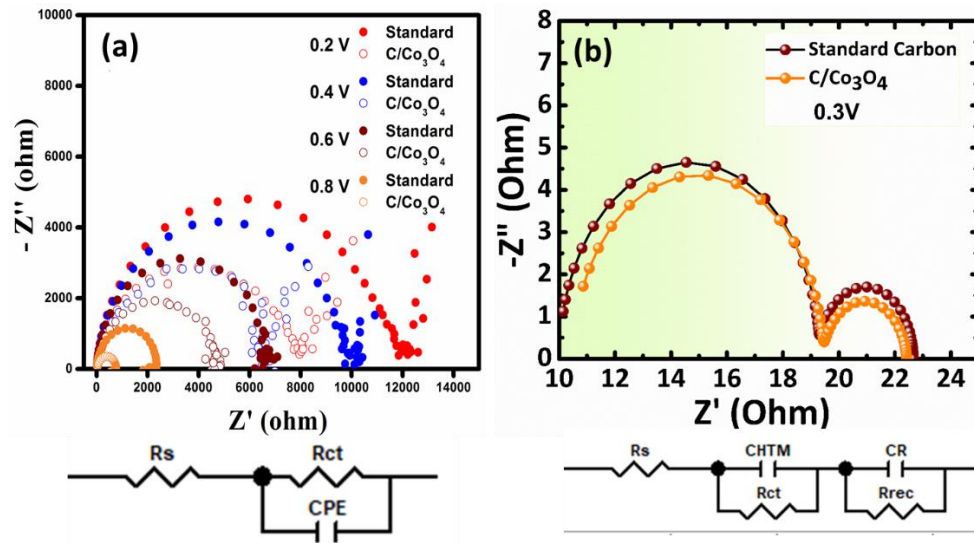 (a)
0.2 V
Standard
C/Co₃O₄
0.4 V
Standard
C/Co₃O₄
0.6 V
Standard
C/Co₃O₄
0.8 V
Standard
C/Co₃O₄
10000
8000
6000
4000
2000
0
- Z'' (ohm)
0 2000 4000 6000 8000 10000 12000 14000
Z' (ohm)
Rs
Rct
CPE
(b)
Standard Carbon
C/Co₃O₄
0.3V
8
7
6
5
4
3
2
1
0
-Z'' (Ohm)
10 12 14 16 18 20 22 24
Z' (Ohm)
Rs
CHTM
Rct
CR
Rrec